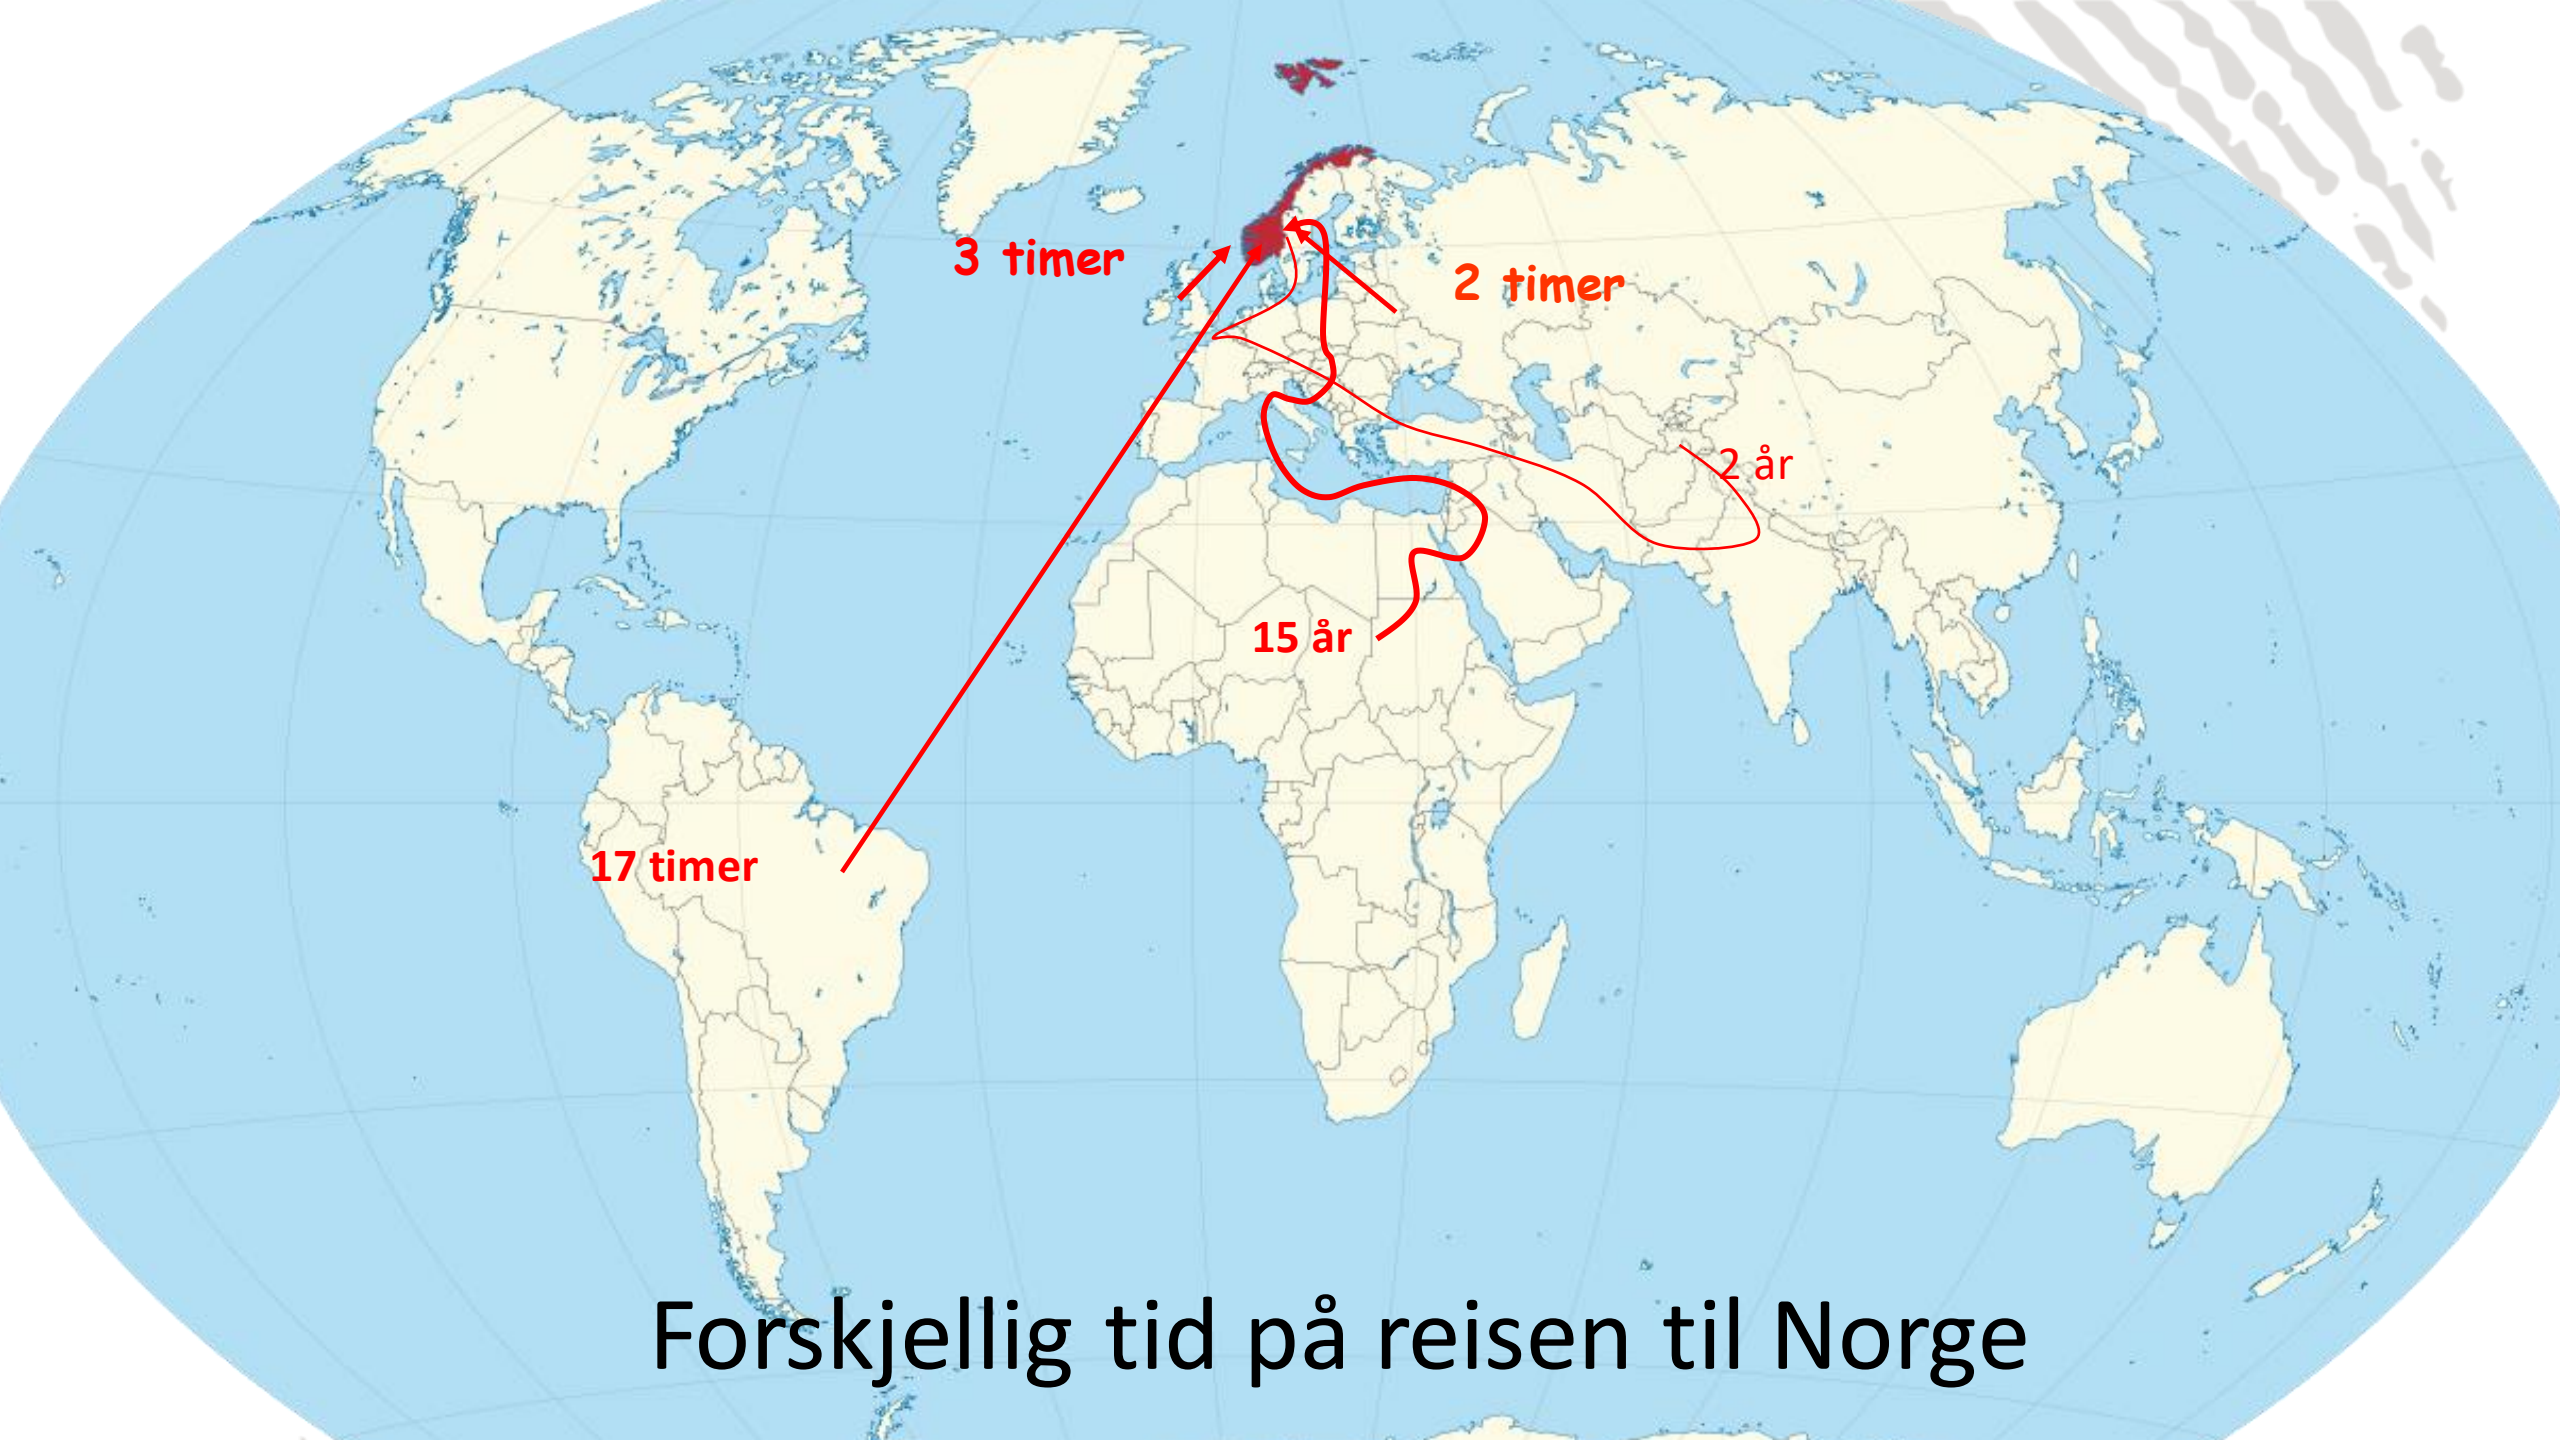 3 timer
2 timer
2 år
15 år
17 timer
Forskjellig tid på reisen til Norge